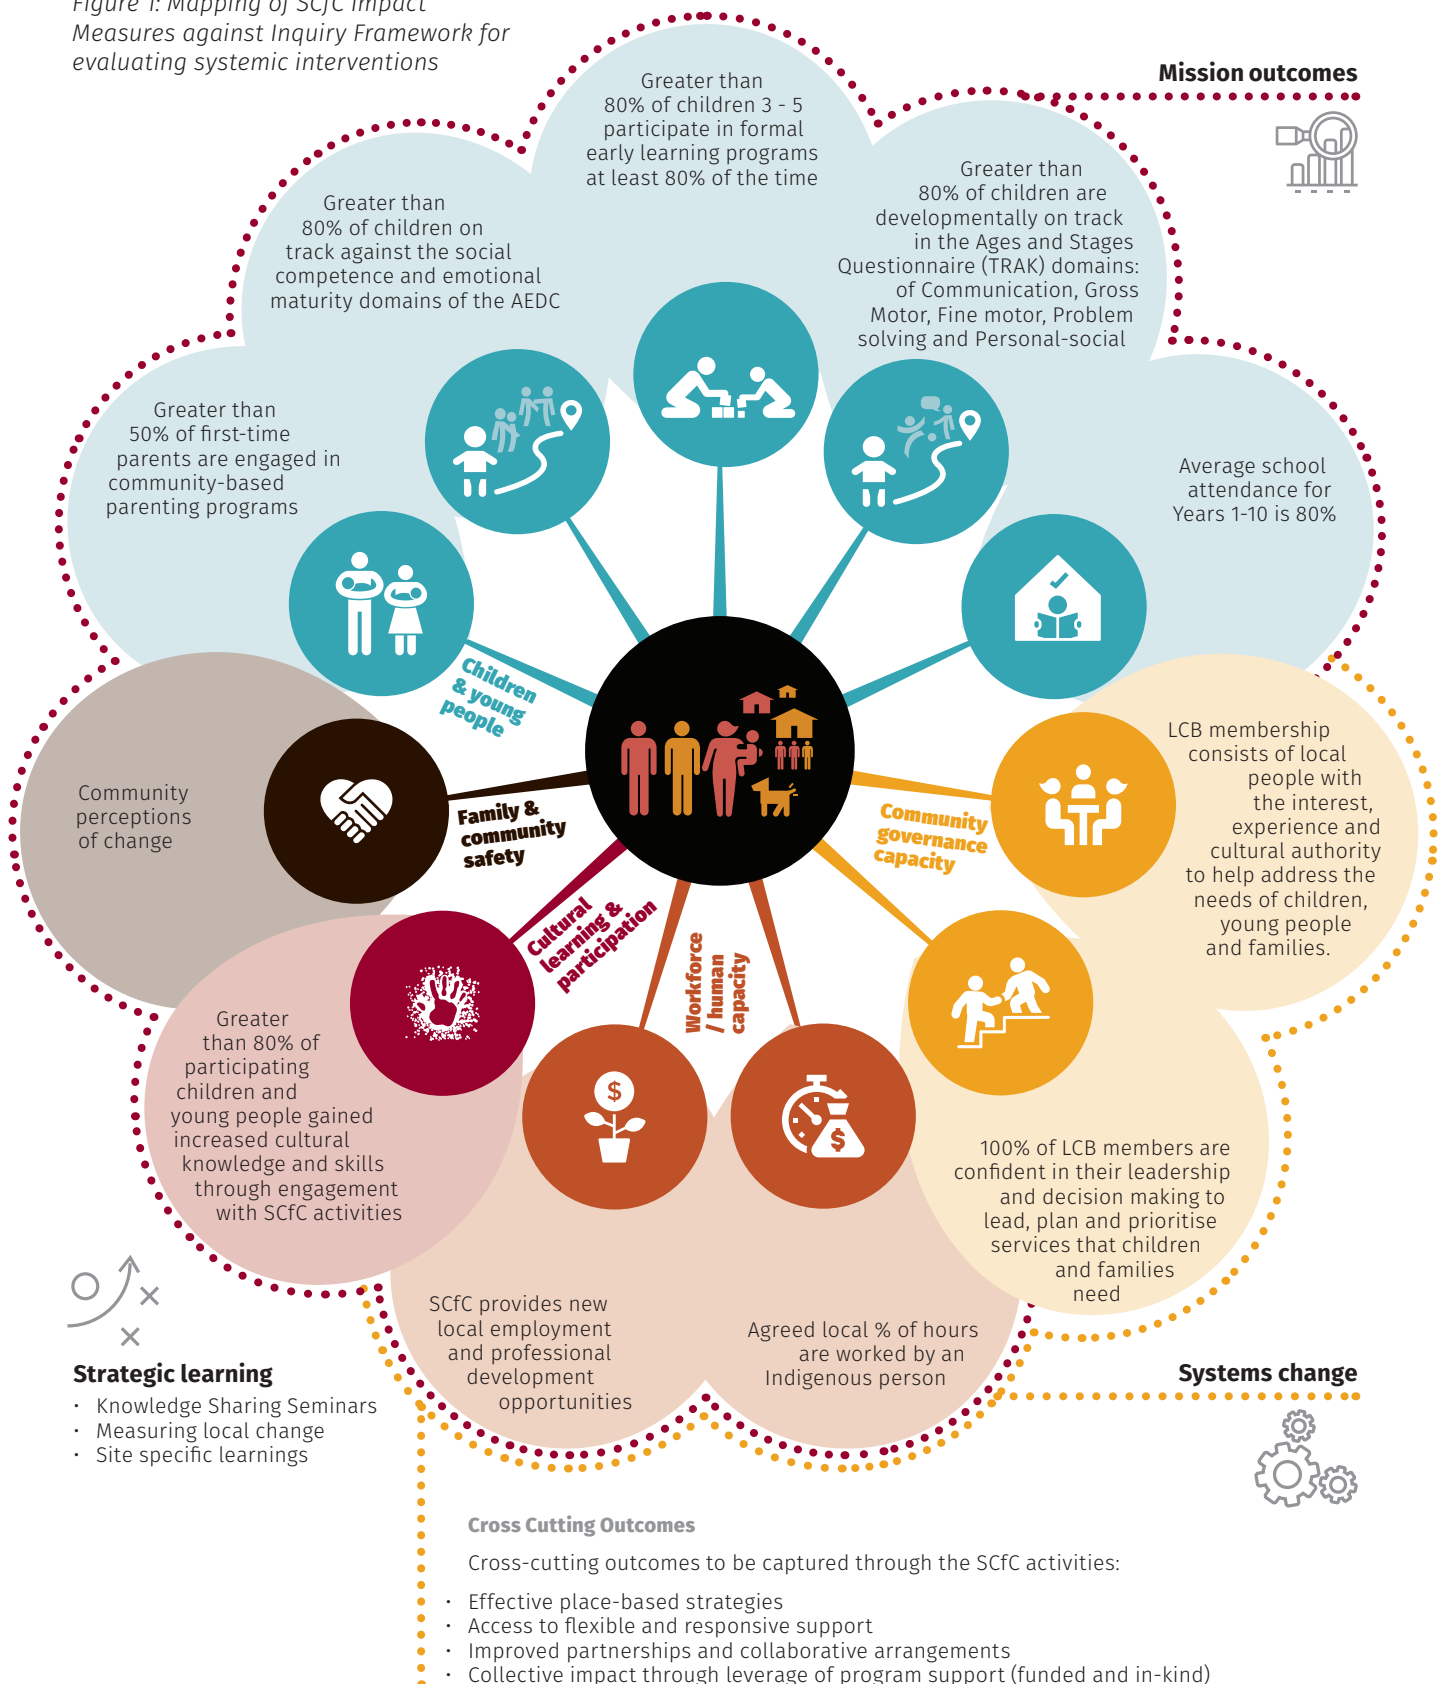 Figure 1: Mapping of SCfC Impact
Measures against Inquiry Framework for
evaluating systemic interventions
Mission outcomes
Greater than
80% of children 3 - 5
participate in formal
early learning programs
at least 80% of the time
Greater than
80% of children on
track against the social
competence and emotional
maturity domains of the AEDC
Greater than
80% of children are
developmentally on track
in the Ages and Stages
Questionnaire (TRAK) domains:
of Communication, Gross
Motor, Fine motor, Problem
solving and Personal-social
Greater than
50% of first-time
parents are engaged in
community-based
parenting programs
Average school
attendance for
Years 1-10 is 80%
Children
& young
people
Community
perceptions
of change
Family &
community
safety
Community
governance
capacity
LCB membership
consists of local
people with
the interest,
experience and
cultural authority
to help address the
needs of children,
young people
and families.
Cultural
learning &
participation
Workforce
/ human
capacity
Greater
than 80% of
participating
children and
young people gained
increased cultural
knowledge and skills
through engagement
with SCfC activities
$
$
100% of LCB members are
confident in their leadership
and decision making to
lead, plan and prioritise
services that children
and families
need
SCfC provides new
local employment
and professional
development
opportunities
Agreed local % of hours
are worked by an
Indigenous person
Strategic learning
· Knowledge Sharing Seminars
· Measuring local change
· Site specific learnings
Systems change
Cross Cutting Outcomes
Cross-cutting outcomes to be captured through the SCfC activities:
· Effective place-based strategies
· Access to flexible and responsive support
· Improved partnerships and collaborative arrangements
· Collective impact through leverage of program support (funded and in-kind)